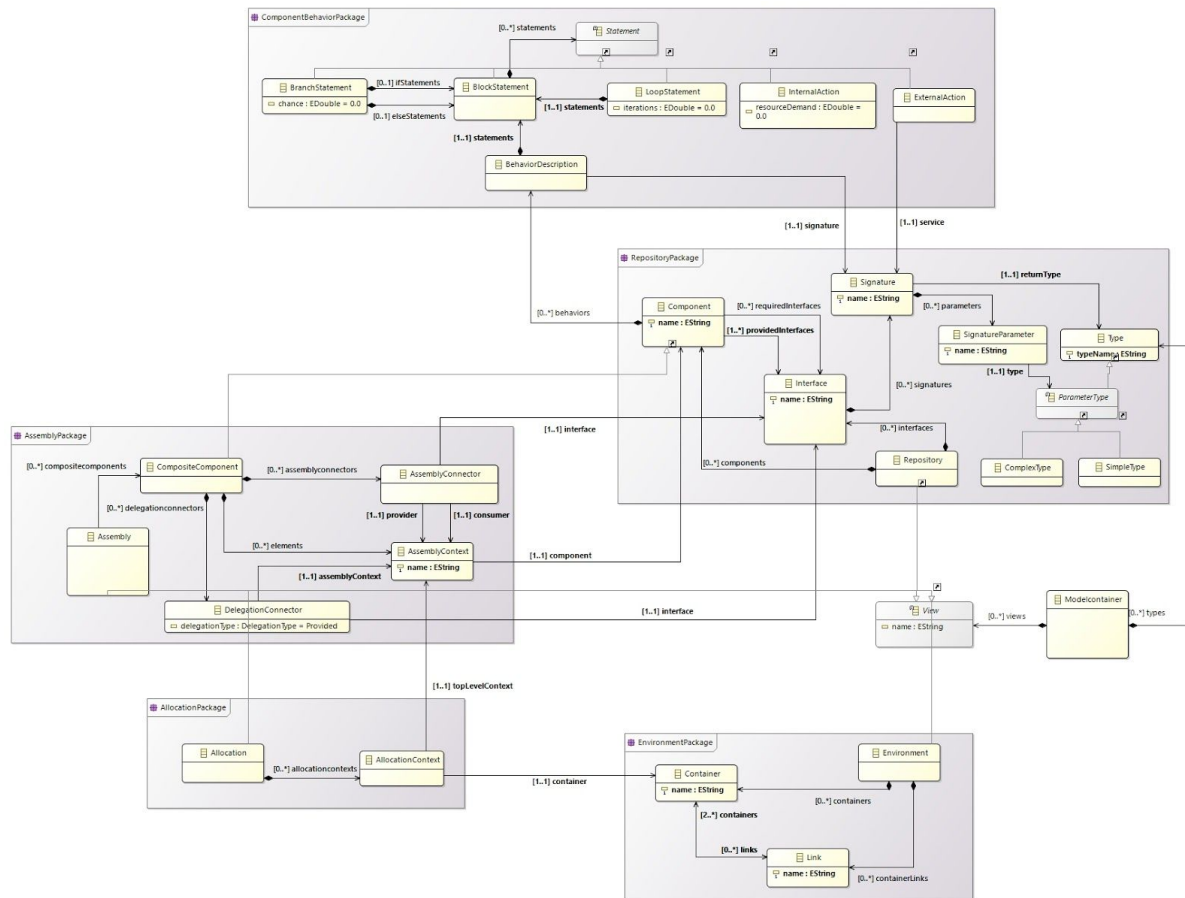 ComponentBehaviorPackage
[0..*] statements
Statement
BranchStatement
chance : EDouble = 0.0
[0..1] ifStatements
[0..1] elseStatements
BlockStatement
[1..1] statements
LoopStatement
iterations : EDouble = 0.0
InternalAction
resourceDemand : EDouble =
0.0
ExternalAction
[1..1] statements
BehaviorDescription
[1..1] signature
[1..1] service
RepositoryPackage
[0..*] behaviors
Component
name : EString
[0..*] requiredInterfaces
[1..*] providedInterfaces
Signature
name : EString
[1..1] returnType
[0..*] parameters
SignatureParameter
name : EString
Type
typeName : EString
[1..1] type
ParameterType
Interface
name : EString
[0..*] signatures
[0..*] interfaces
[0..*] components
Repository
ComplexType
SimpleType
AssemblyPackage
[1..1] interface
[0..*] compositecomponents
CompositeComponent
[0..*] assemblyconnectors
AssemblyConnector
[0..*] delegationconnectors
[1..1] provider
[1..1] consumer
Assembly
[0..*] elements
AssemblyContext
name : EString
[1..1] component
[1..1] assemblyContext
DelegationConnector
delegationType : DelegationType = Provided
[1..1] interface
View
name : EString
[0..*] views
Modelcontainer
[0..*] types
[1..1] topLevelContext
AllocationPackage
Allocation
[0..*] allocationcontexts
AllocationContext
[1..1] container
EnvironmentPackage
Environment
Container
name : EString
[0..*] containers
[2..*] containers
[0..*] links
Link
name : EString
[0..*] containerLinks